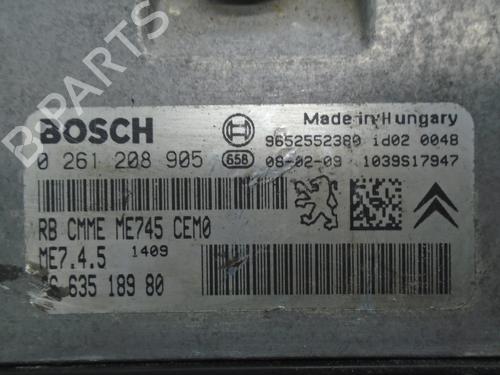 B-PARTS
BOSCH
Made in Hungary
9652552380 id02 0048
0 261 208 905
658
08-02-09 1039S17947
RB CMME ME745 CEM0
ME7.4.5 1409
635 189 80